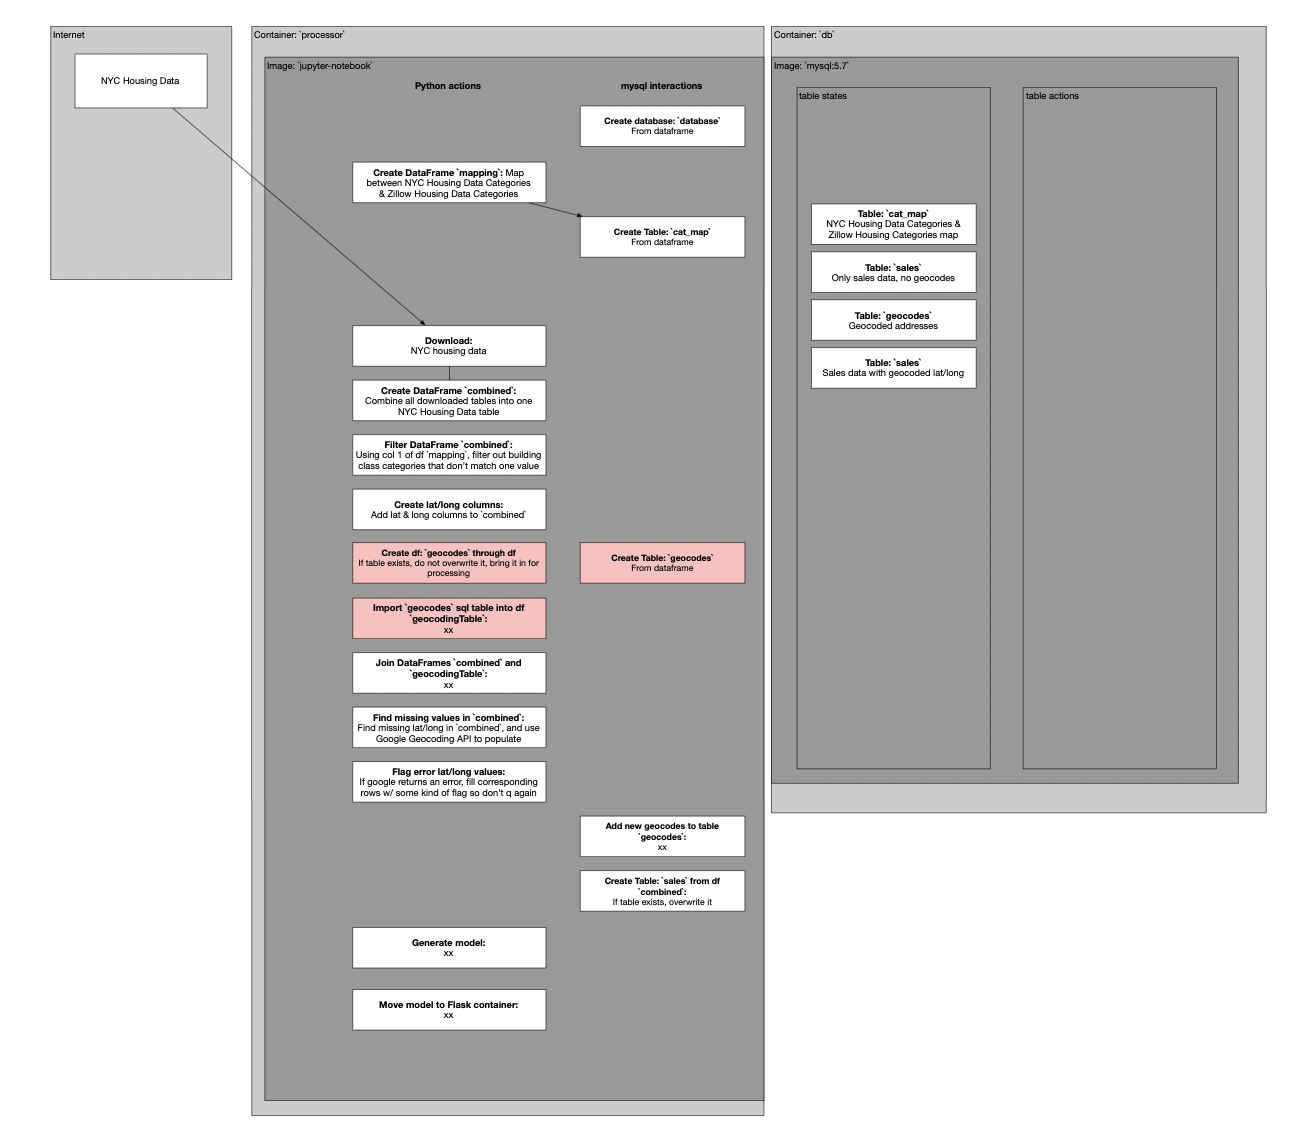 Internet
NYC Housing Data
Container: `processor`
Image: `jupyter-notebook`
Python actions
mysql interactions
Create database: `database`
From dataframe
Create DataFrame `mapping`: Map
between NYC Housing Data Categories
& Zillow Housing Data Categories
Create Table: `cat_map`
From dataframe
Download:
NYC housing data
Create DataFrame `combined`:
Combine all downloaded tables into one
NYC Housing Data table
Filter DataFrame `combined`:
Using col 1 of df `mapping`, filter out building
class categories that don't match one value
Create lat/long columns:
Add lat & long columns to `combined`
Create df: `geocodes` through df
If table exists, do not overwrite it, bring it in for
processing
Create Table: `geocodes`
From dataframe
Import `geocodes` sql table into df
`geocodingTable`:
xx
Join DataFrames `combined` and
`geocodingTable`:
xx
Find missing values in `combined`:
Find missing lat/long in `combined`, and use
Google Geocoding API to populate
Flag error lat/long values:
If google returns an error, fill corresponding
rows w/ some kind of flag so don't q again
Add new geocodes to table
`geocodes`:
xx
Create Table: `sales` from df
`combined`:
If table exists, overwrite it
Generate model:
xx
Move model to Flask container:
xx
Container: `db`
Image: `mysql:5.7`
table states
table actions
Table: `cat_map`
NYC Housing Data Categories &
Zillow Housing Categories map
Table: `sales`
Only sales data, no geocodes
Table: `geocodes`
Geocoded addresses
Table: `sales`
Sales data with geocoded lat/long